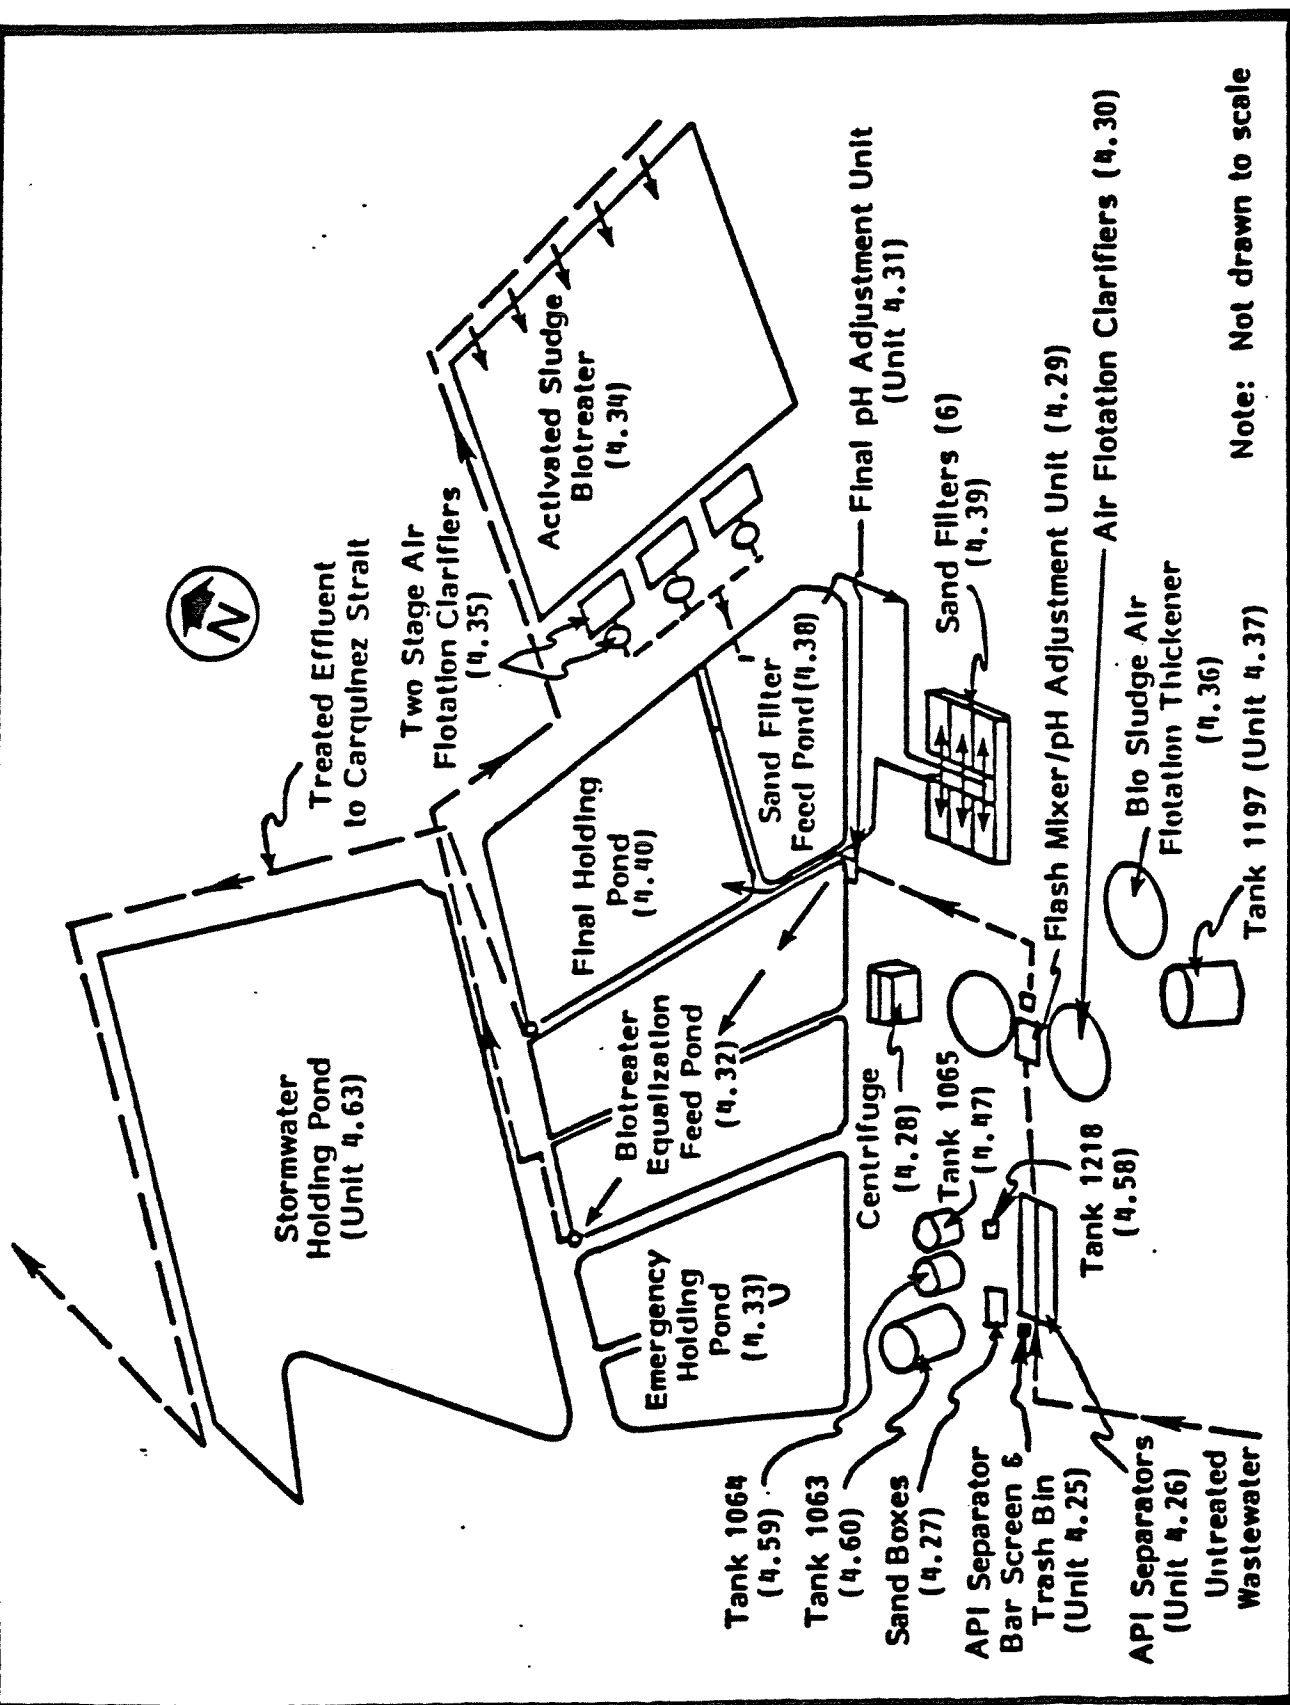 Treated Effluent
to Carquinez Strait
N
Two Stage Air
Flotation Clarifiers
(4.35)
Activated Sludge
Biotreater
(4.34)
Stormwater
Holding Pond
(Unit 4.63)
Final Holding
Pond
(4.40)
Sand Filter
Feed Pond (4.38)
Final pH Adjustment Unit
(Unit 4.31)
Biotreater
Equalization
Feed Pond
(4.32)
Emergency
Holding
Pond
(4.33)
Sand Filters (6)
(4.39)
Tank 1064
(4.59)
Tank 1063
(4.60)
Sand Boxes
(4.27)
API Separator
Bar Screen &
Trash Bin
(Unit 4.25)
API Separators
(Unit 4.26)
Untreated
Wastewater
Centrifuge
(4.28)
Tank 1065
(4.47)
Tank 1218
(4.58)
Flash Mixer/pH Adjustment Unit (4.29)
Air Flotation Clarifiers (4.30)
Bio Sludge Air
Flotation Thickener
(4.36)
Tank 1197 (Unit 4.37)
Note: Not drawn to scale